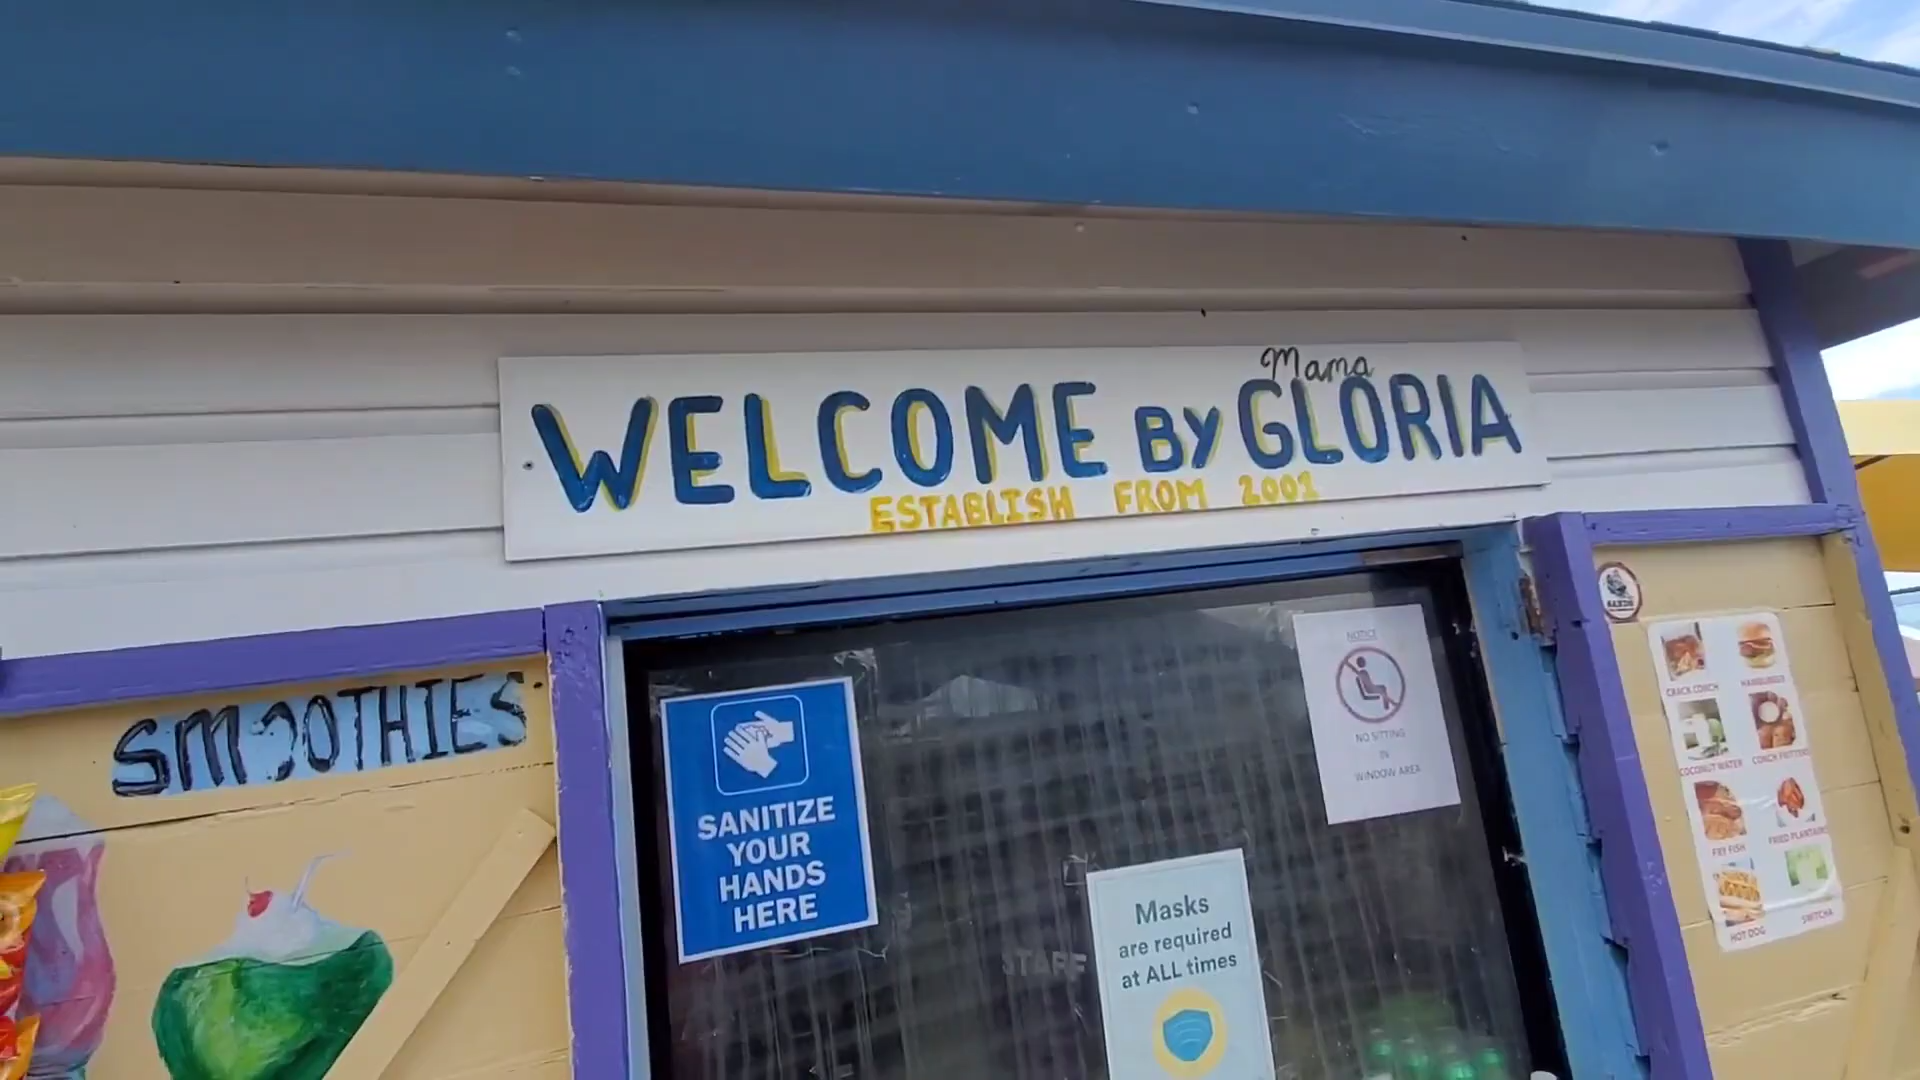 Mama
WELCOME BY GLORIA
ESTABLISH FROM 2001
SMOOTHIES
SANITIZE
YOUR
HANDS
HERE
NOTICE
NO SITTING
IN
WINDOW AREA
Masks
are required
at ALL times
STAFF
CRACK CONCH
HAMBURGER
COCONUT WATER
CONCH FRITTERS
FRY FISH
FRIED PLANTAINS
HOT DOG
SWITCHA